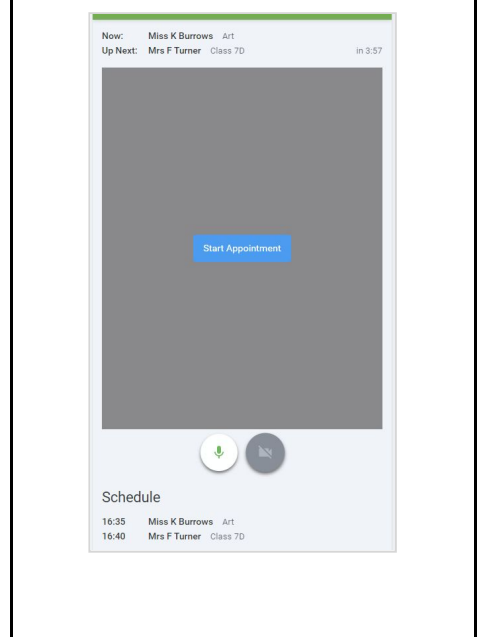 Now: Miss K Burrows Art
Up Next: Mrs F Turner Class 7D in 3:57
Start Appointment
Schedule
16:35 Miss K Burrows Art
16:40 Mrs F Turner Class 7D